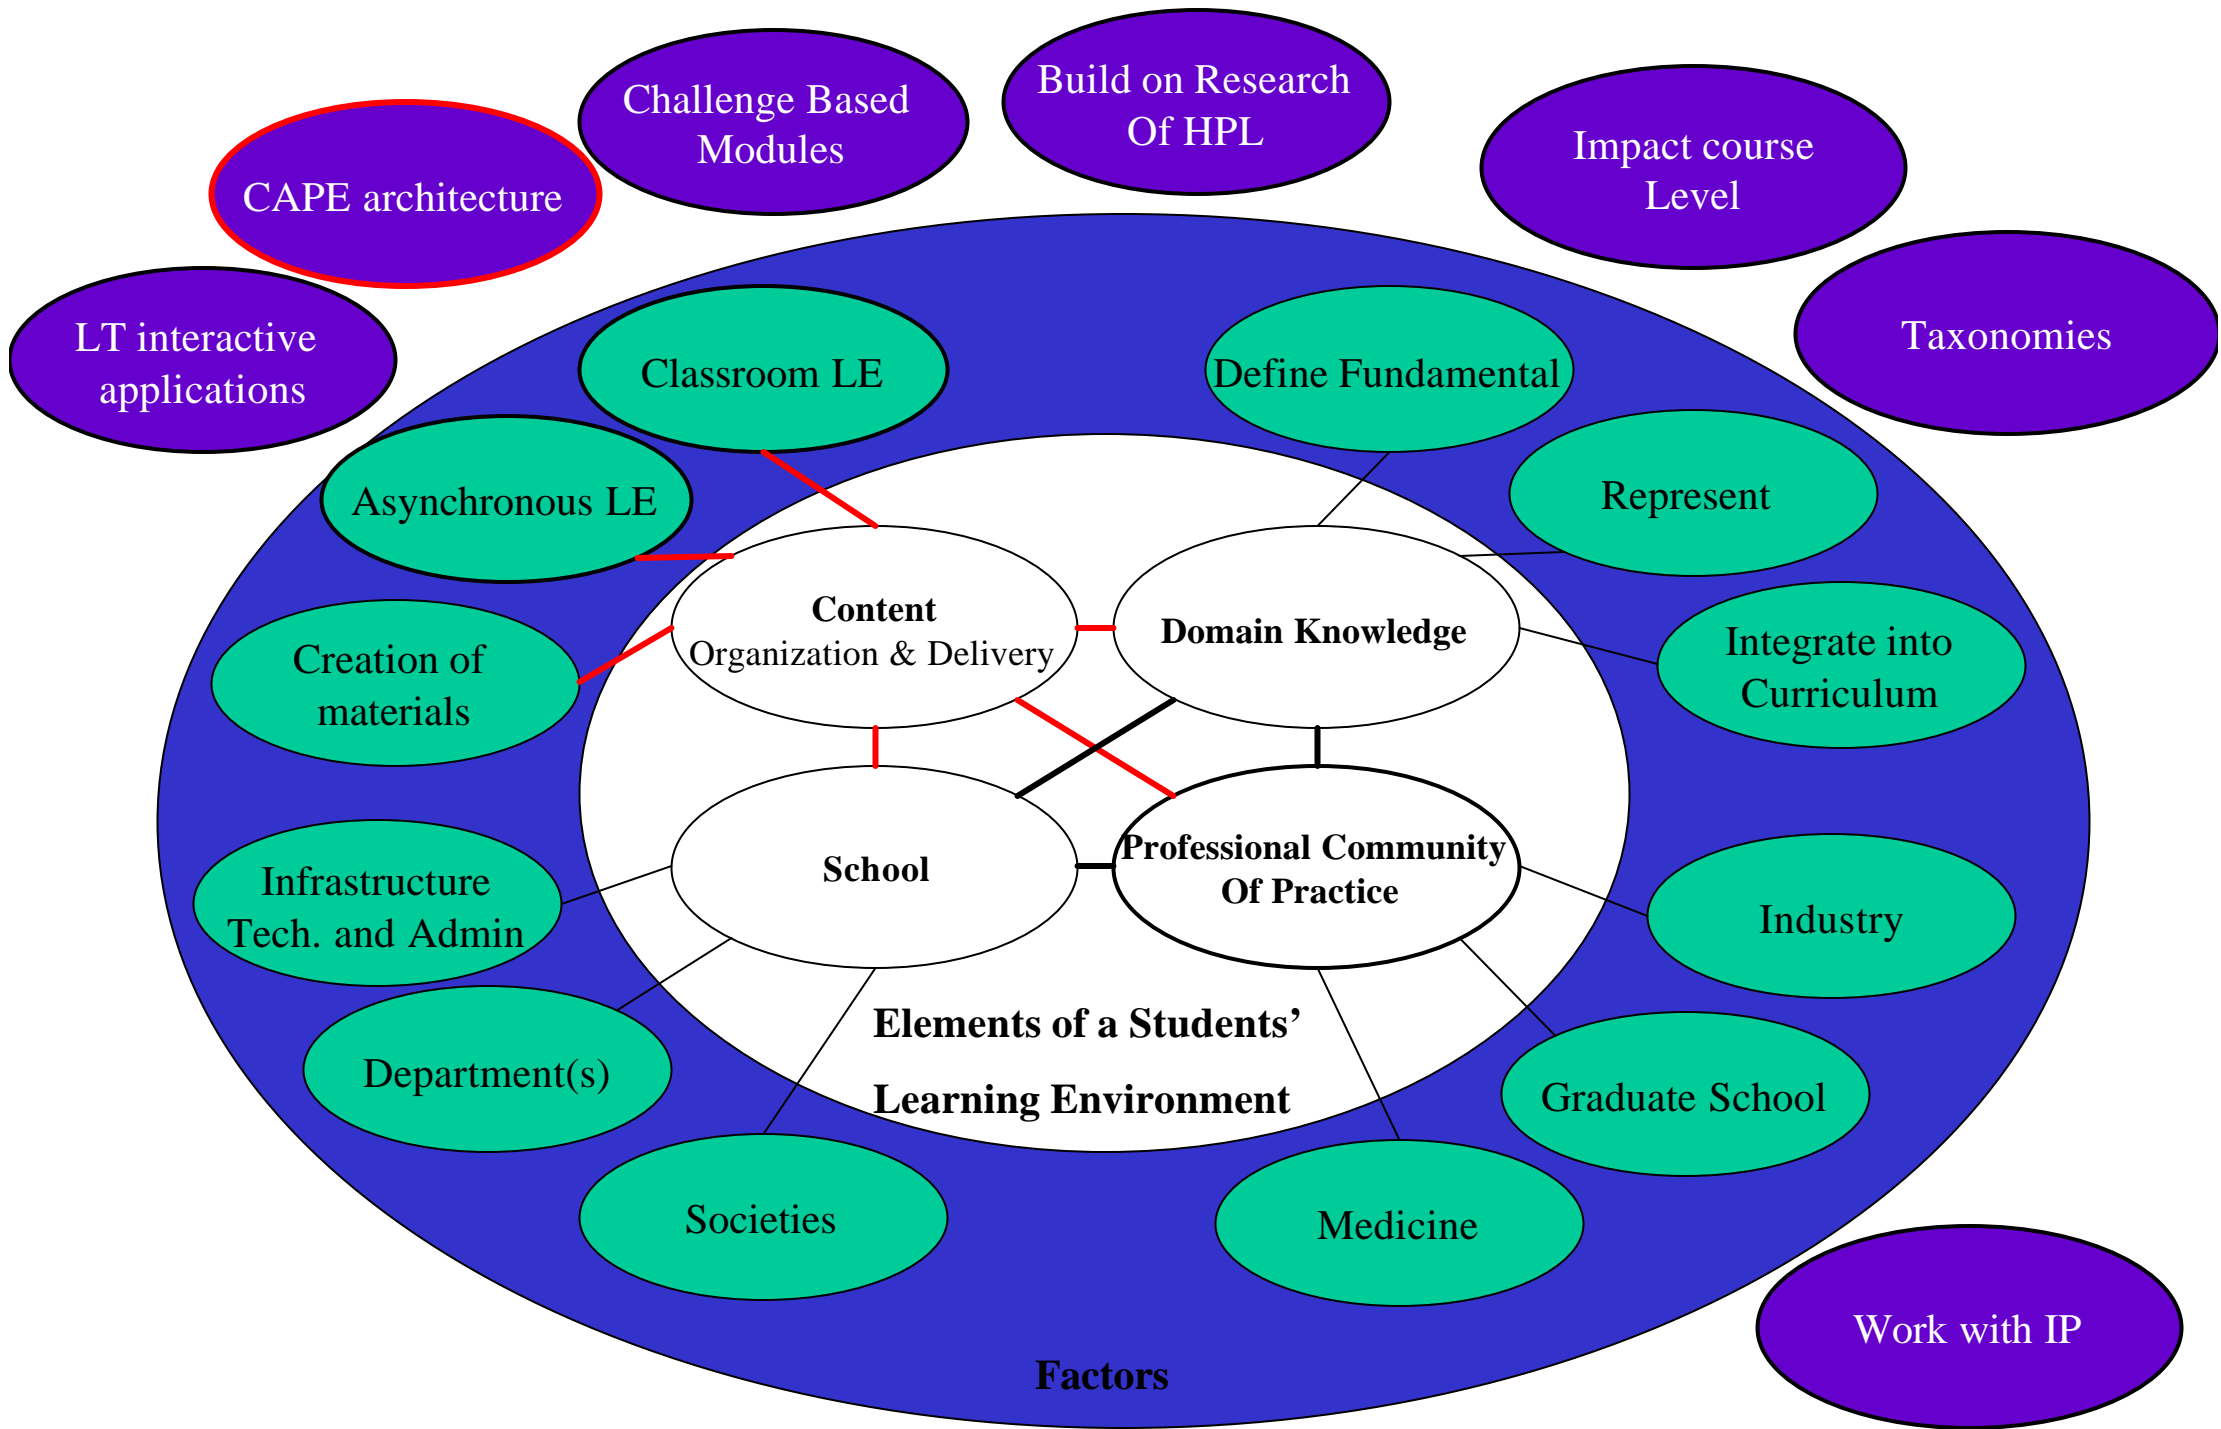 Build on Research
Of HPL
Challenge Based
Modules
Impact course
Level
CAPE architecture
Taxonomies
LT interactive
applications
Classroom LE
Define Fundamental
Asynchronous LE
Represent
Content
Organization & Delivery
Domain Knowledge
Creation of
materials
Integrate into
Curriculum
School
Professional Community
Of Practice
Infrastructure
Tech. and Admin
Industry
Elements of a Students’
Learning Environment
Department(s)
Graduate School
Societies
Medicine
Work with IP
Factors